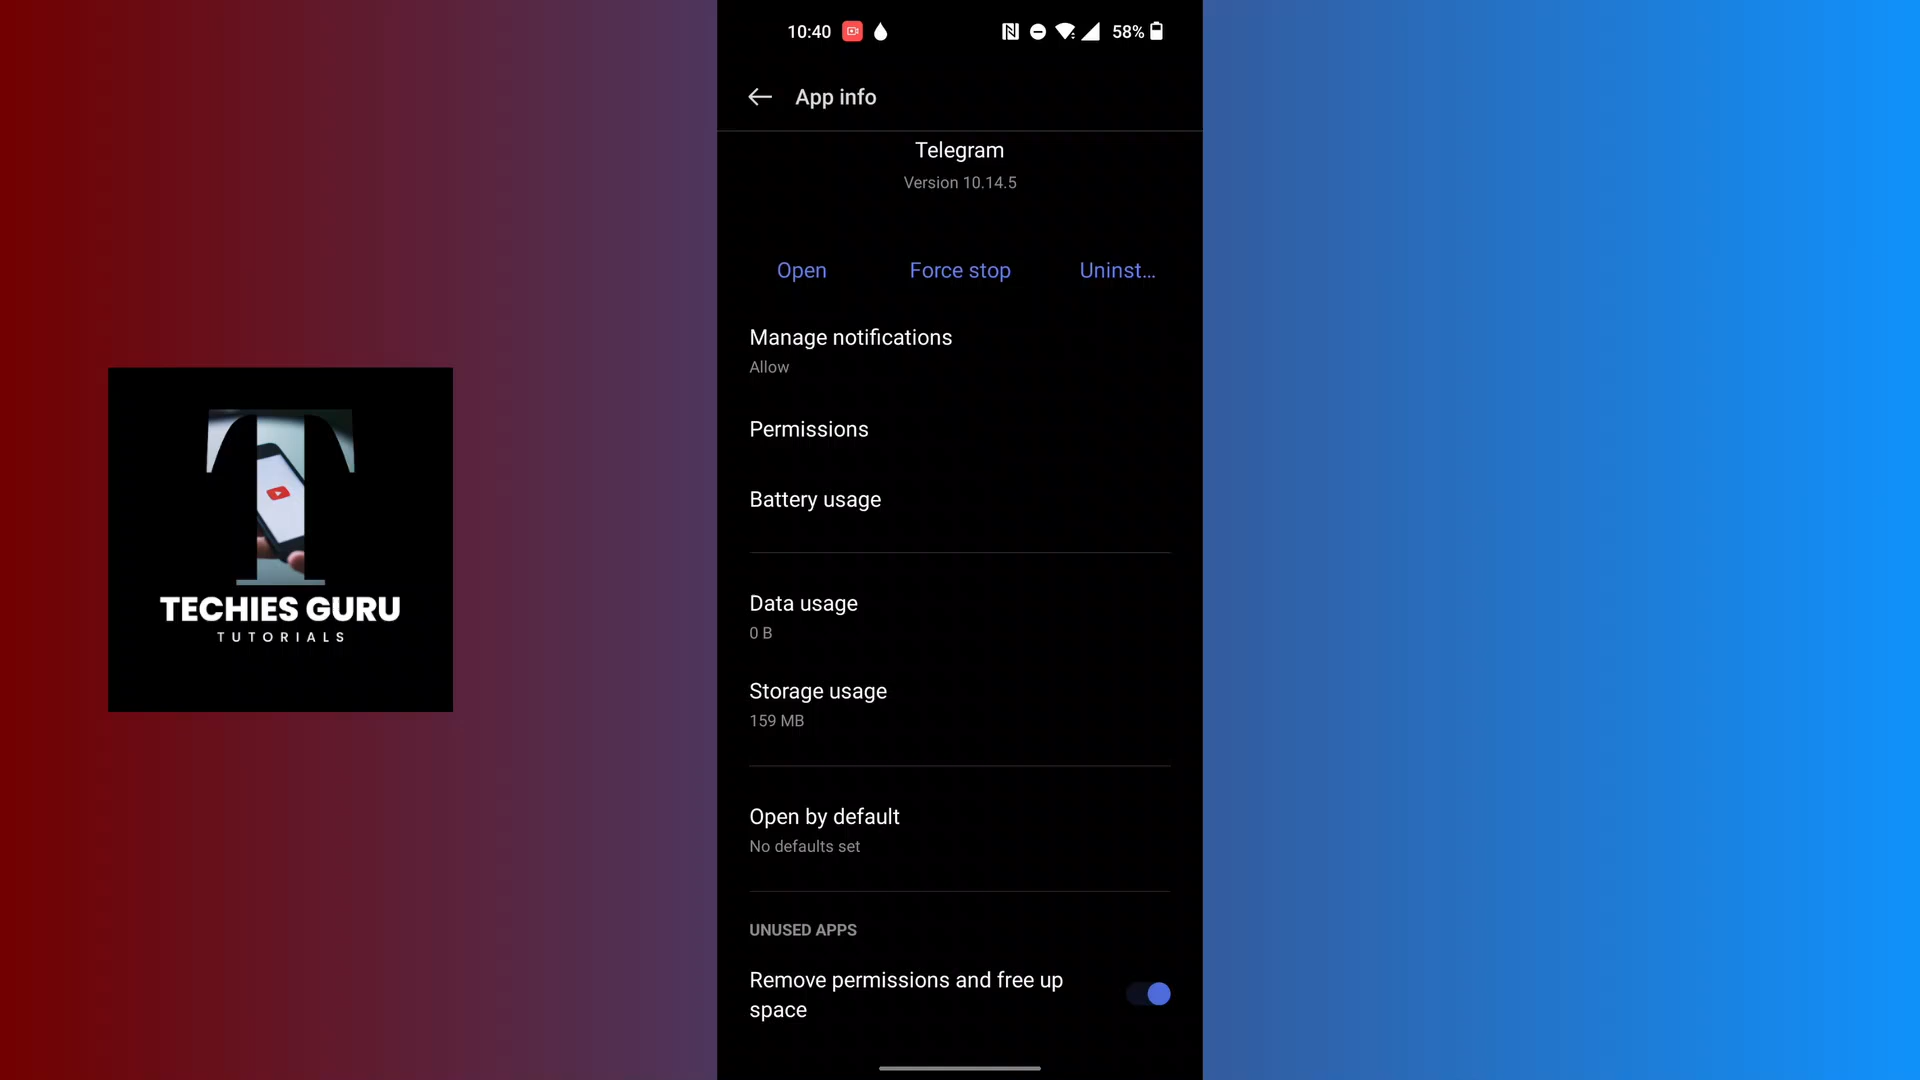 10:40
58%
App info
Telegram
Version 10.14.5
Open Force stop Uninst...
Manage notifications
Allow
Permissions
Battery usage
Data usage
0 B
Storage usage
159 MB
Open by default
No defaults set
UNUSED APPS
Remove permissions and free up
space
TECHIES GURU
TUTORIALS